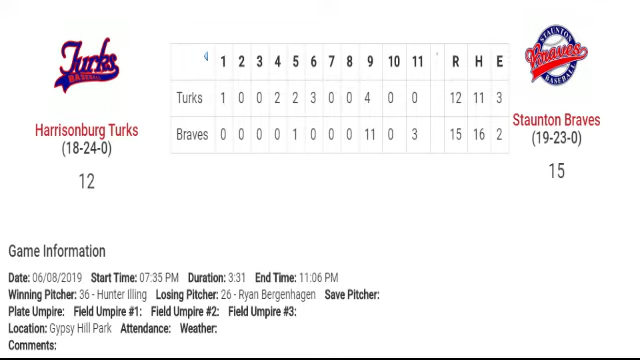 Turks
BASEBALL
1 2 3 4 5 6 7 8 9 10 11 R H E
Turks 1 0 0 2 2 3 0 0 4 0 0 12 11 3
Braves 0 0 0 0 1 0 0 0 11 0 3 15 16 2
STAUNTON
Braves
BASEBALL
Harrisonburg Turks
(18-24-0)
12
Staunton Braves
(19-23-0)
15
Game Information
Date: 06/08/2019 Start Time: 07:35 PM Duration: 3:31 End Time: 11:06 PM
Winning Pitcher: 36 - Hunter Illing Losing Pitcher: 26 - Ryan Bergenhagen Save Pitcher:
Plate Umpire: Field Umpire #1: Field Umpire #2: Field Umpire #3:
Location: Gypsy Hill Park Attendance: Weather:
Comments: